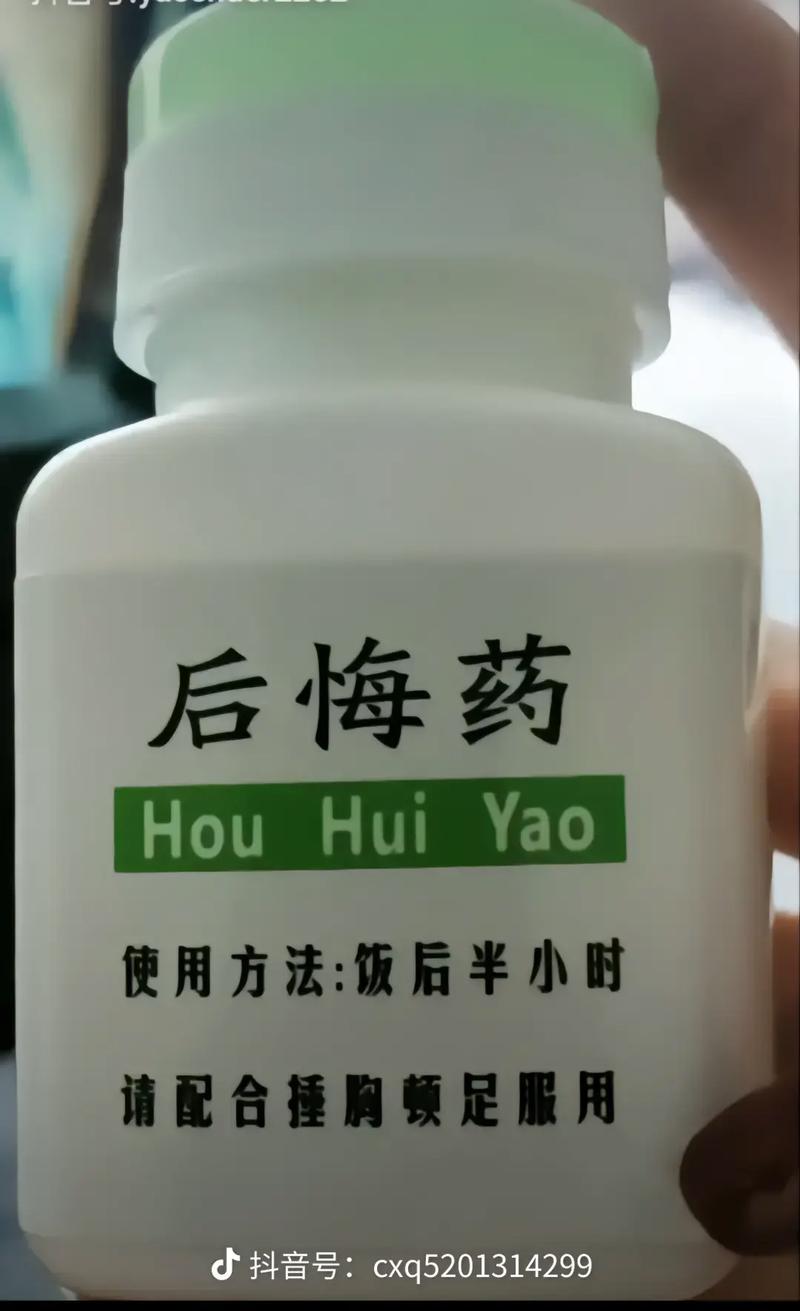 后悔药
Hou Hui Yao
使用方法:饭后半小时
请配合捶胸顿足服用
抖音号：cxq5201314299